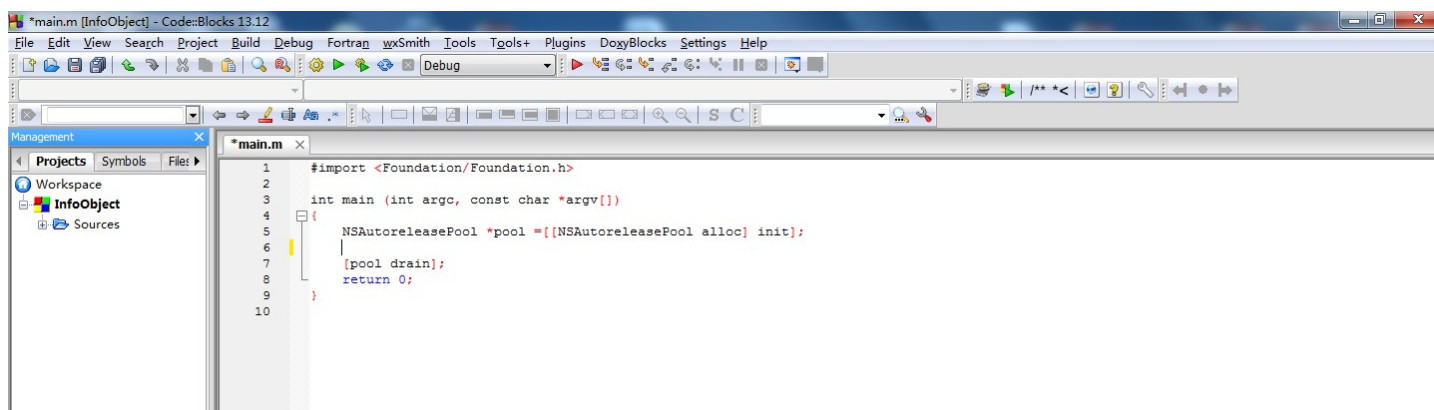 *main.m [InfoObject] - Code::Blocks 13.12
File Edit View Search Project Build Debug Fortran wxSmith Tools Tools+ Plugins DoxyBlocks Settings Help
Debug
/** *<
S C
Management
*main.m
Projects Symbols
1 #import <Foundation/Foundation.h>
2
Workspace
3 int main (int argc, const char *argv[])
InfoObject
4 {
Sources
5 NSAutoreleasePool *pool =[[NSAutoreleasePool alloc] init];
6
7 [pool drain];
8 return 0;
9 }
10